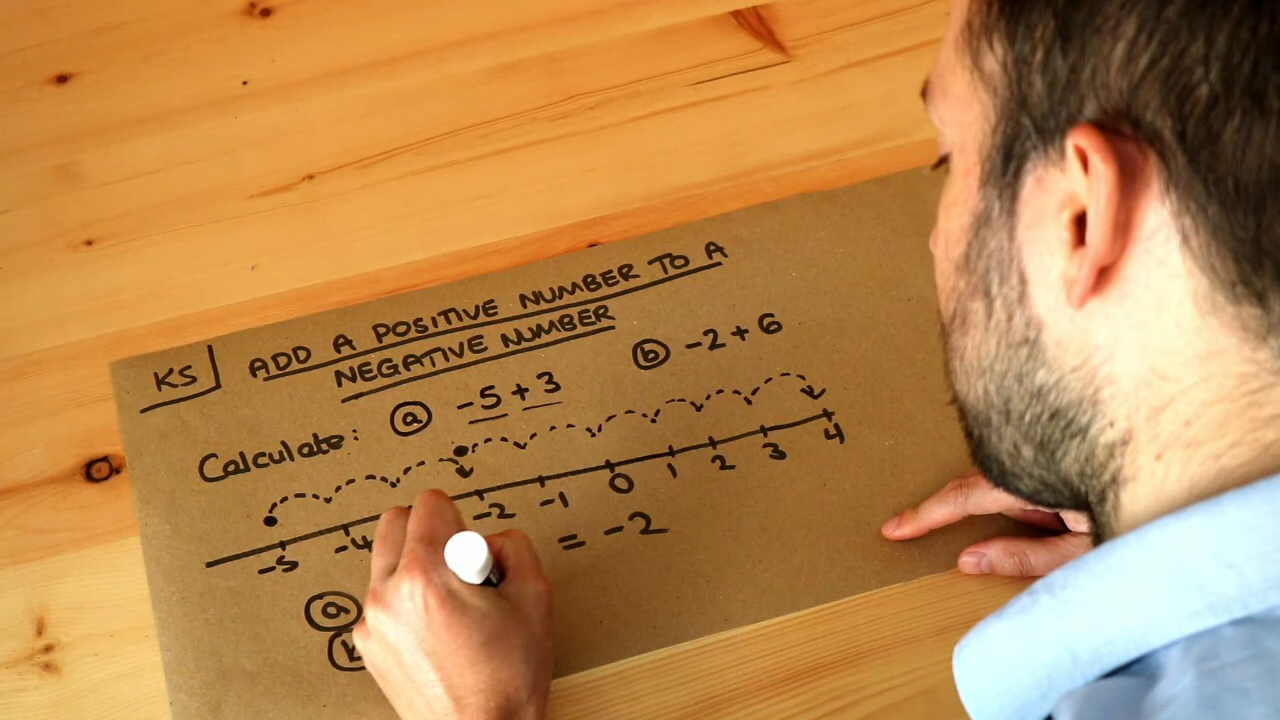 KS
ADD A POSITIVE NUMBER TO A
NEGATIVE NUMBER
Calculate: ⓐ -5 + 3 ⓑ -2 + 6
-5 -4 -2 -1 0 1 2 3 4
ⓐ = -2